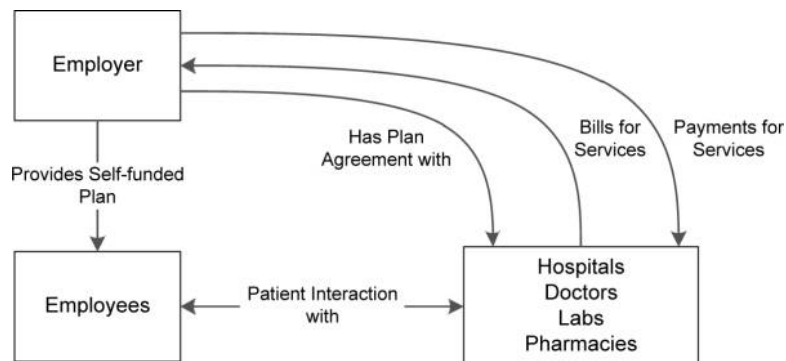 Employer
Has Plan
Agreement with
Bills for
Services
Payments for
Services
Provides Self-funded
Plan
Employees
Patient Interaction
with
Hospitals
Doctors
Labs
Pharmacies